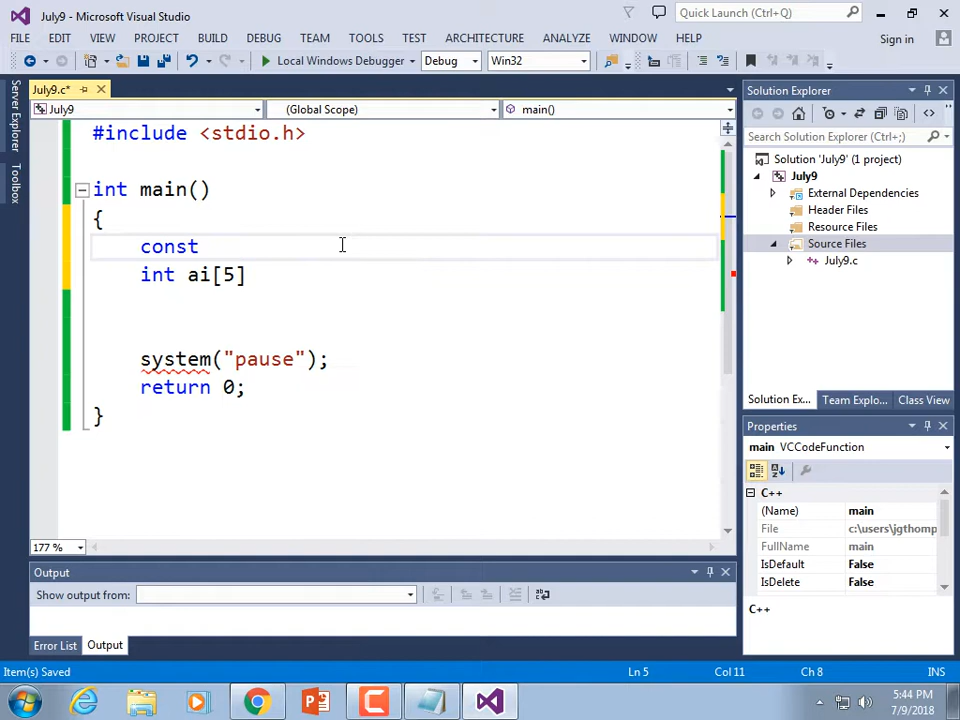 July9 - Microsoft Visual Studio
Quick Launch (Ctrl+Q)
FILE EDIT VIEW PROJECT BUILD DEBUG TEAM TOOLS TEST ARCHITECTURE ANALYZE WINDOW HELP
Sign in
Local Windows Debugger Debug Win32
Server Explorer
Toolbox
July9.c*
July9 (Global Scope) main()
#include <stdio.h>
int main()
{
const
int ai[5]
system("pause");
return 0;
}
177 %
Solution Explorer
Search Solution Explorer (Ctrl+;)
Solution 'July9' (1 project)
July9
External Dependencies
Header Files
Resource Files
Source Files
July9.c
Solution Ex... Team Explo... Class View
Properties
main VCCodeFunction
C++
(Name) main
File c:\users\jgthomp
FullName main
IsDefault False
IsDelete False
C++
Output
Show output from:
Error List Output
Item(s) Saved Ln 5 Col 11 Ch 8 INS
5:44 PM
7/9/2018